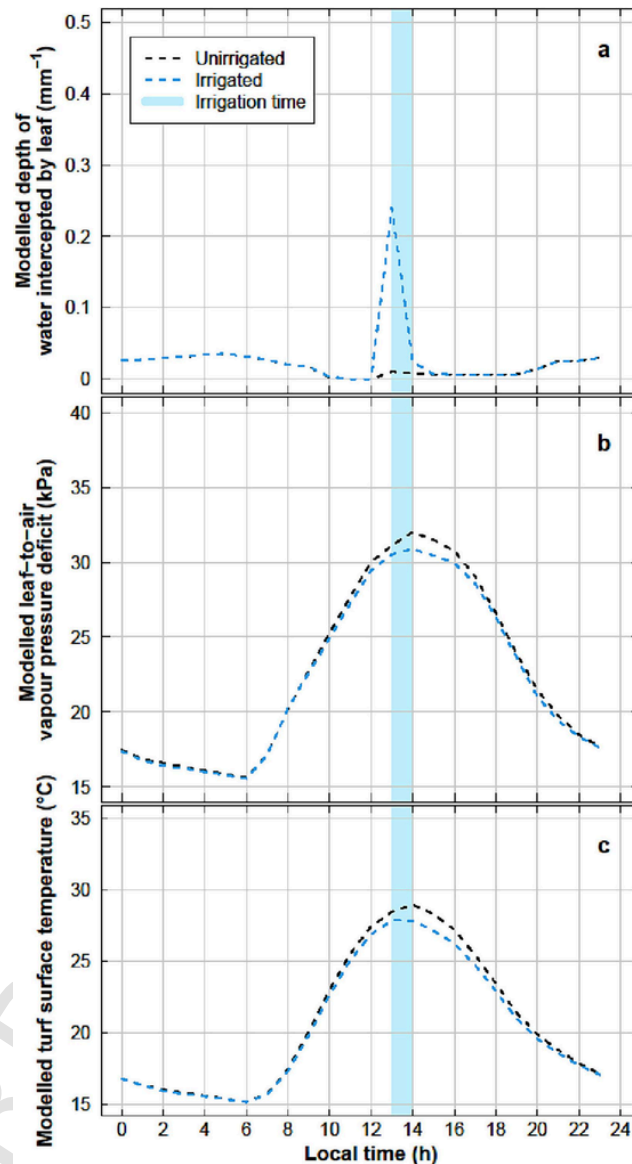 Modelled depth of
water intercepted by leaf (mm⁻¹)
0.5
0.4
0.3
0.2
0.1
0
Unirrigated
Irrigated
Irrigation time
a
Modelled leaf−to−air
vapour pressure deficit (kPa)
40
35
30
25
20
15
b
Modelled turf surface temperature (°C)
35
30
25
20
15
c
0 2 4 6 8 10 12 14 16 18 20 22 24
Local time (h)